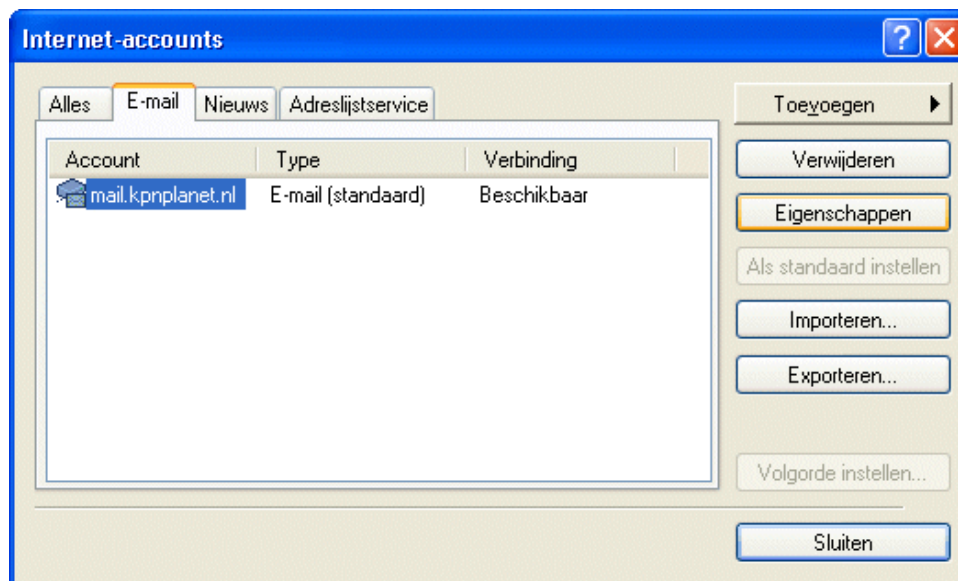 Internet-accounts
Alles E-mail Nieuws Adreslijstservice
Account Type Verbinding
mail.kpnplanet.nl E-mail (standaard) Beschikbaar
Toevoegen
Verwijderen
Eigenschappen
Als standaard instellen
Importeren...
Exporteren...
Volgorde instellen...
Sluiten